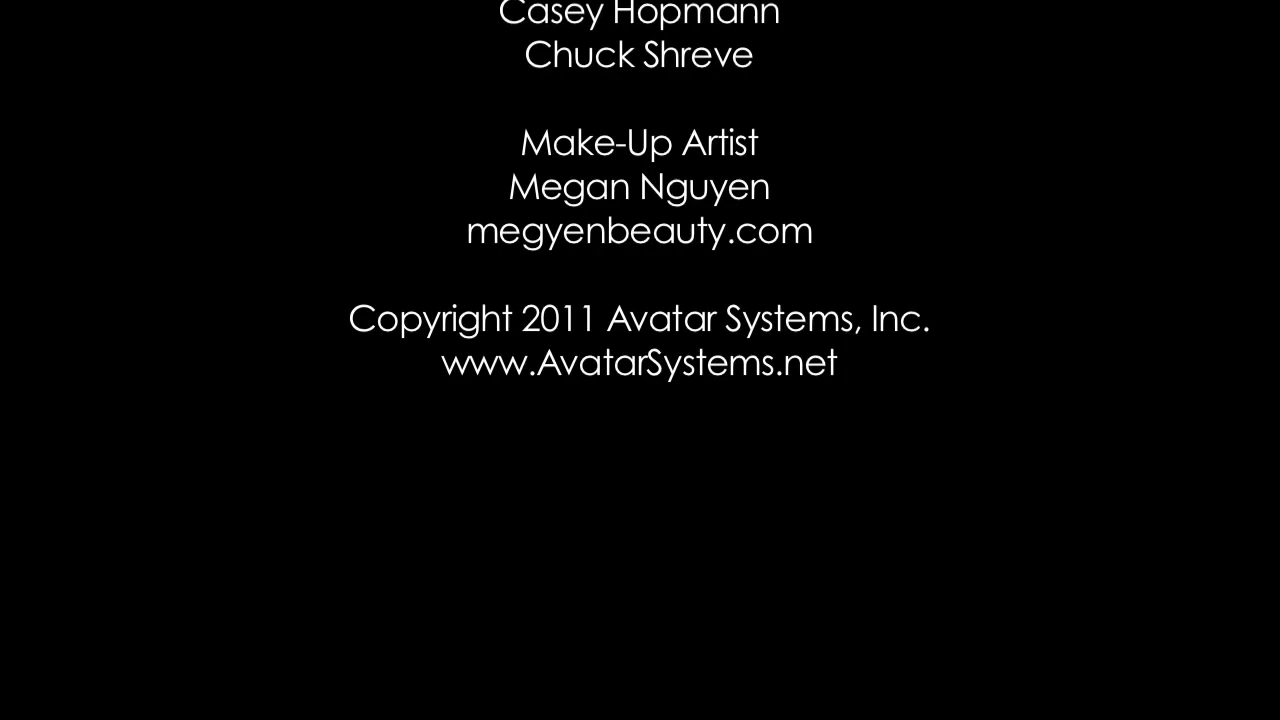 Casey Hopmann
Chuck Shreve
Make-Up Artist
Megan Nguyen
megyenbeauty.com
Copyright 2011 Avatar Systems, Inc.
www.AvatarSystems.net